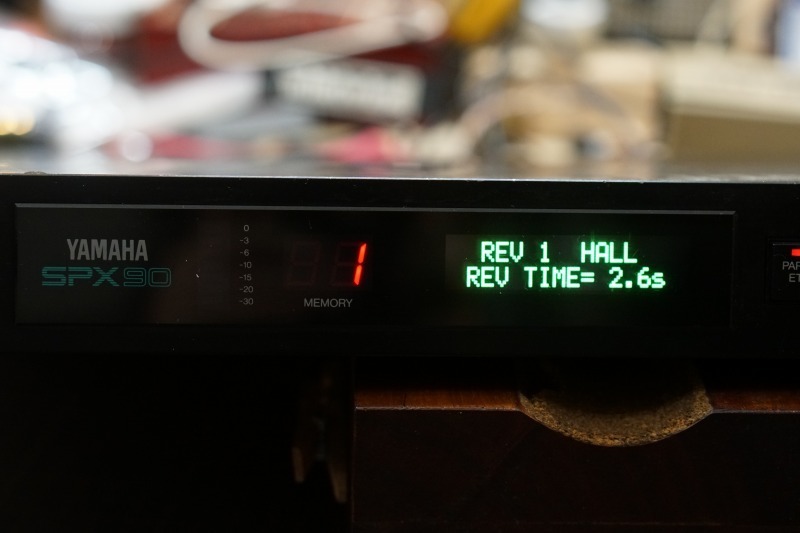 YAMAHA
SPX90
0
-3
-6
-10
-15
-20
-30
1
MEMORY
REV 1 HALL
REV TIME= 2.6s